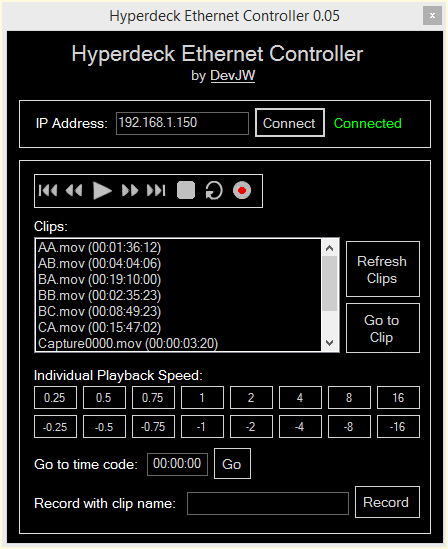 Hyperdeck Ethernet Controller 0.05
x
Hyperdeck Ethernet Controller
by DevJW
IP Address: 192.168.1.150 Connect Connected
Clips:
AA.mov (00:01:36:12)
AB.mov (00:04:04:06)
BA.mov (00:19:10:00)
BB.mov (00:02:35:23)
BC.mov (00:08:49:23)
CA.mov (00:15:47:02)
Capture0000.mov (00:00:03:20)
Refresh
Clips
Go to
Clip
Individual Playback Speed:
0.25 0.5 0.75 1 2 4 8 16
-0.25 -0.5 -0.75 -1 -2 -4 -8 -16
Go to time code: 00:00:00 Go
Record with clip name: Record